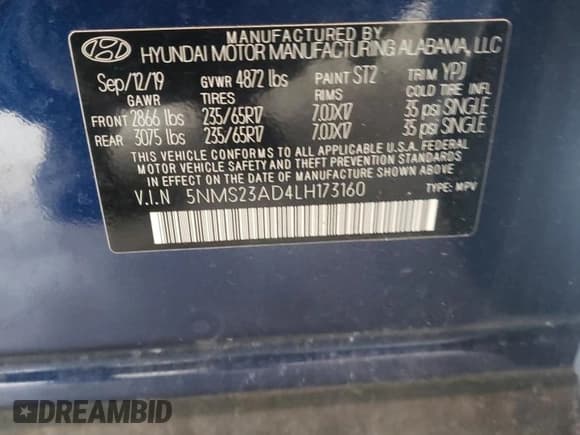 MANUFACTURED BY
HYUNDAI MOTOR MANUFACTURING ALABAMA, LLC
Sep/12/19 GVWR 4872 lbs PAINT ST2 TRIM YPJ
GAWR TIRES RIMS COLD TIRE INFL
FRONT 2866 lbs 235/65R17 7.0JX17 35 psi SINGLE
REAR 3075 lbs 235/65R17 7.0JX17 35 psi SINGLE
THIS VEHICLE CONFORMS TO ALL APPLICABLE U.S.A. FEDERAL
MOTOR VEHICLE SAFETY AND THEFT PREVENTION STANDARDS
IN EFFECT ON THE DATE OF MANUFACTURE SHOWN ABOVE.
V.I.N 5NMS23AD4LH173160 TYPE: MPV
DREAMBID